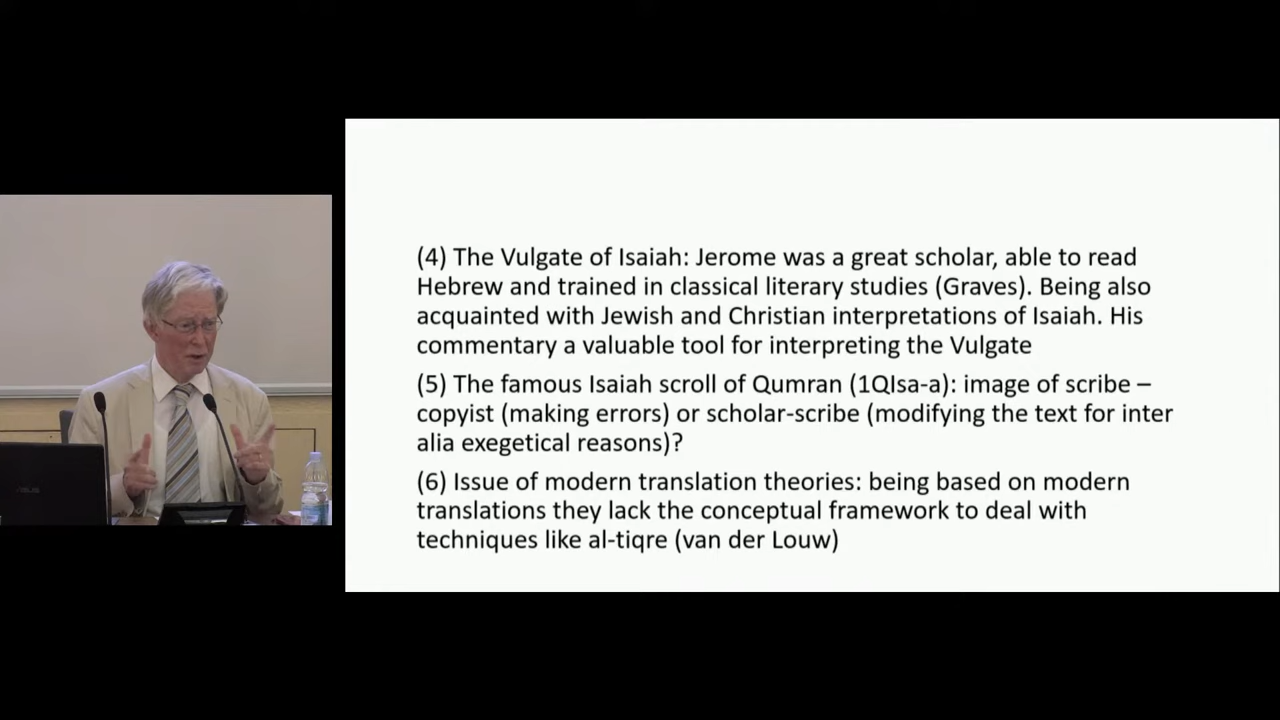 (4) The Vulgate of Isaiah: Jerome was a great scholar, able to read
Hebrew and trained in classical literary studies (Graves). Being also
acquainted with Jewish and Christian interpretations of Isaiah. His
commentary a valuable tool for interpreting the Vulgate
(5) The famous Isaiah scroll of Qumran (1QIsa-a): image of scribe –
copyist (making errors) or scholar-scribe (modifying the text for inter
alia exegetical reasons)?
(6) Issue of modern translation theories: being based on modern
translations they lack the conceptual framework to deal with
techniques like al-tiqre (van der Louw)